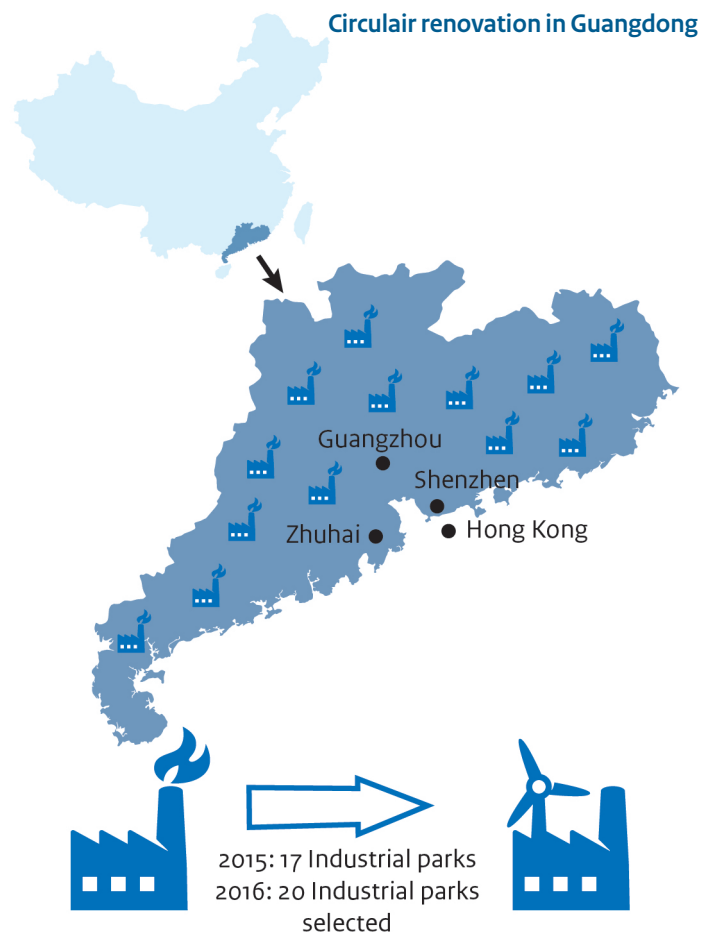 Circulair renovation in Guangdong
Guangzhou
Shenzhen
Zhuhai
Hong Kong
2015: 17 Industrial parks
2016: 20 Industrial parks
selected